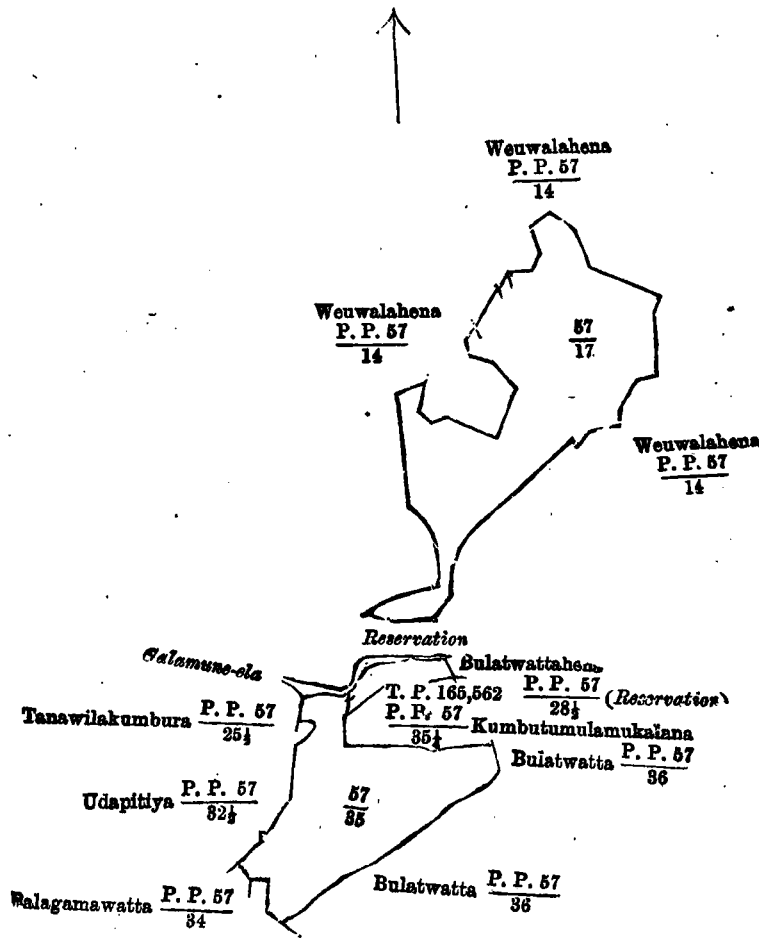 Weuwalahena
P. P. 57
14
Weuwalahena
P. P. 57
14
57
17
Weuwalahena
P. P. 57
14
Reservation
Galamune-ela
Bulatwattahena
T. P. 165,562 P. P. 57 (Reservation)
28½
Tanawilakumbura P. P. 57
25½
P. P. 57 Kumbutumulamukalana
35½
Bulatwatta P. P. 57
36
Udapitiya P. P. 57
32½
57
35
Walagamawatta P. P. 57
34
Bulatwatta P. P. 57
36